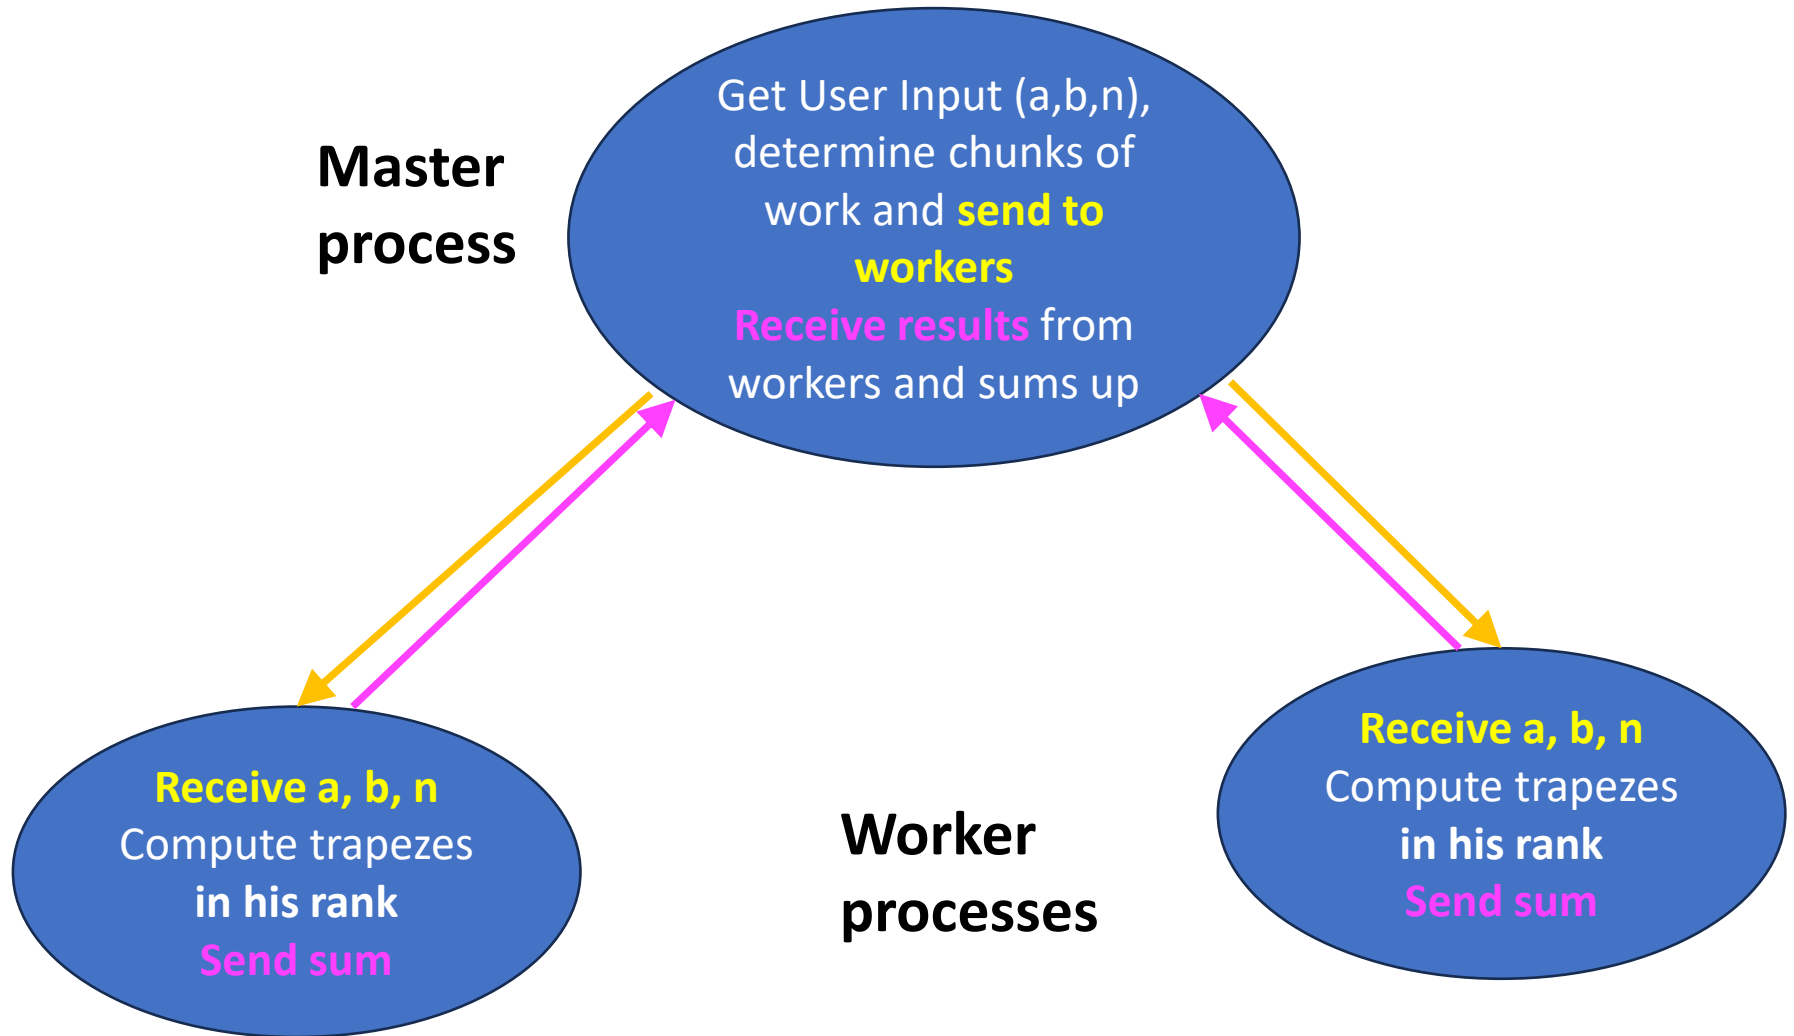 Master
process
Get User Input (a,b,n),
determine chunks of
work and send to
workers
Receive results from
workers and sums up
Receive a, b, n
Compute trapezes
in his rank
Send sum
Worker
processes
Receive a, b, n
Compute trapezes
in his rank
Send sum